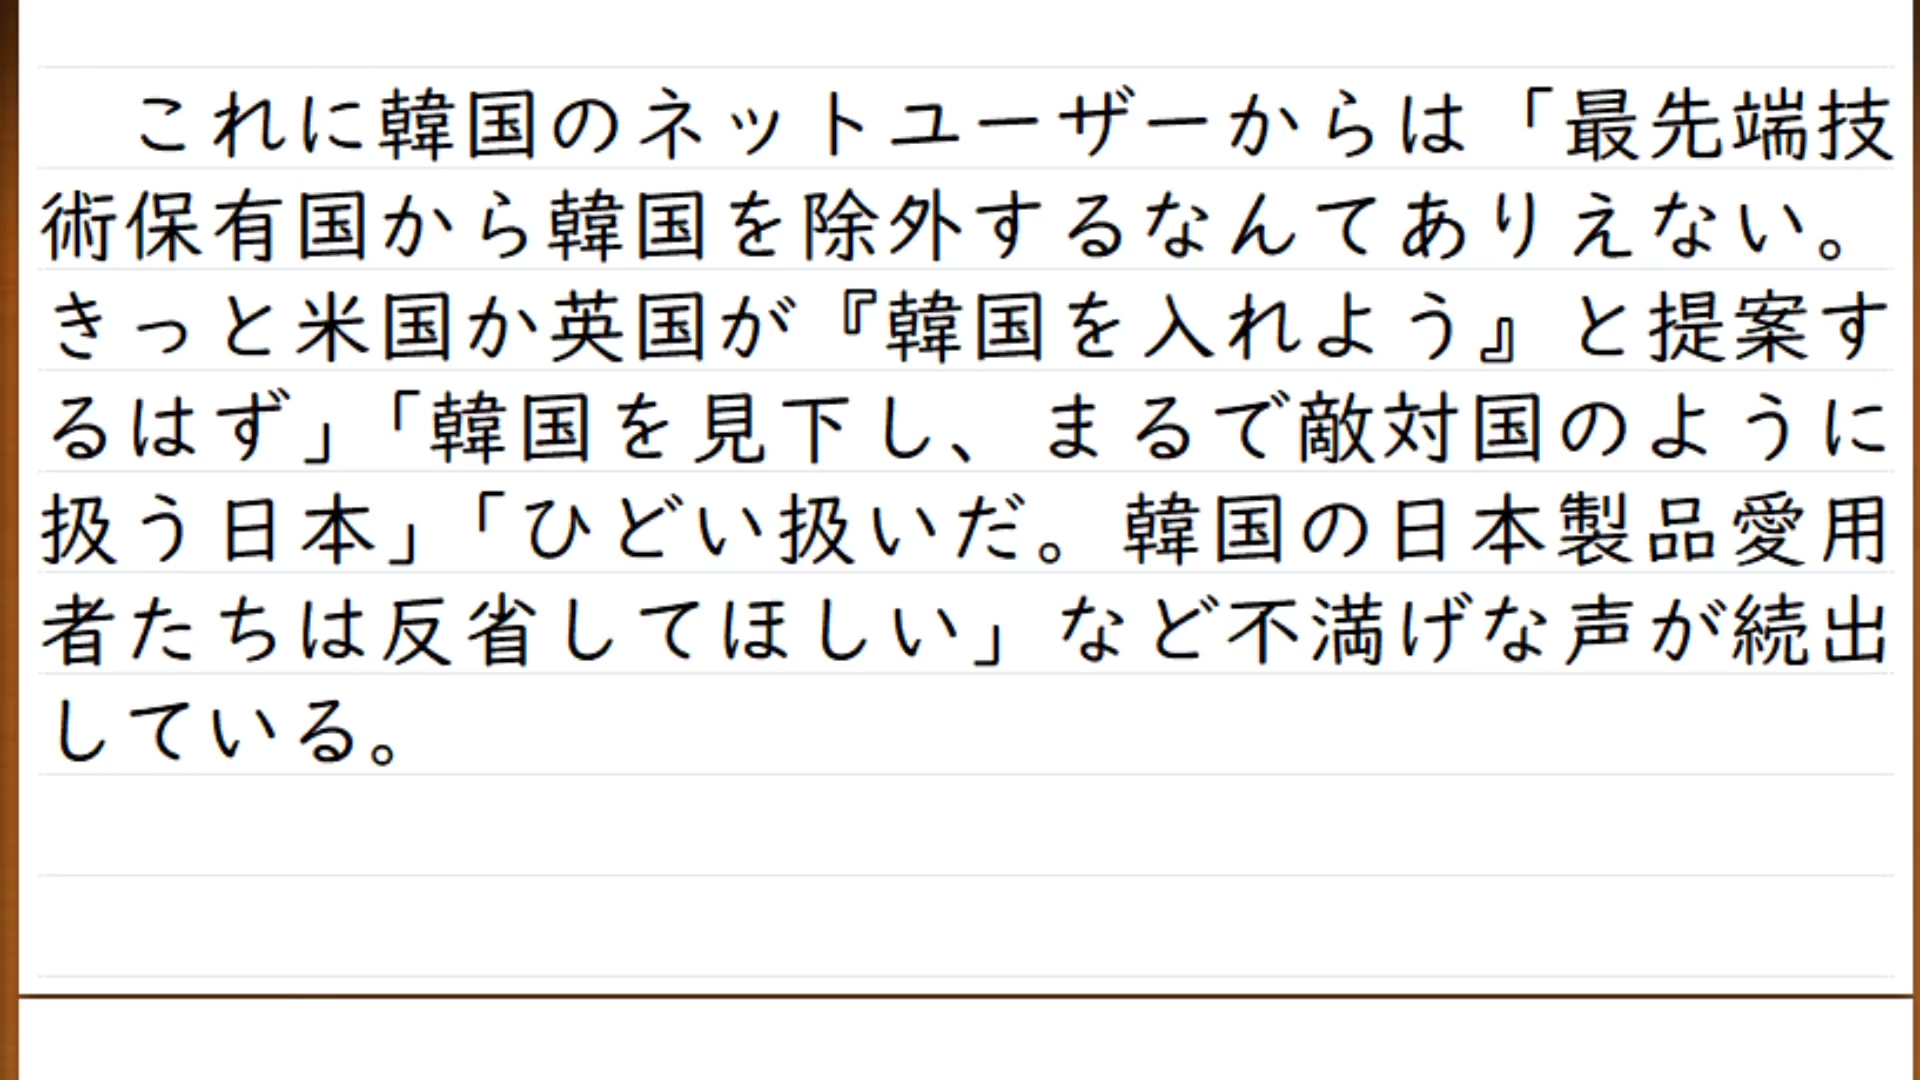 これに韓国のネットユーザーからは「最先端技
術保有国から韓国を除外するなんてありえない。
きっと米国か英国が『韓国を入れよう』と提案す
るはず」「韓国を見下し、まるで敵対国のように
扱う日本」「ひどい扱いだ。韓国の日本製品愛用
者たちは反省してほしい」など不満げな声が続出
している。